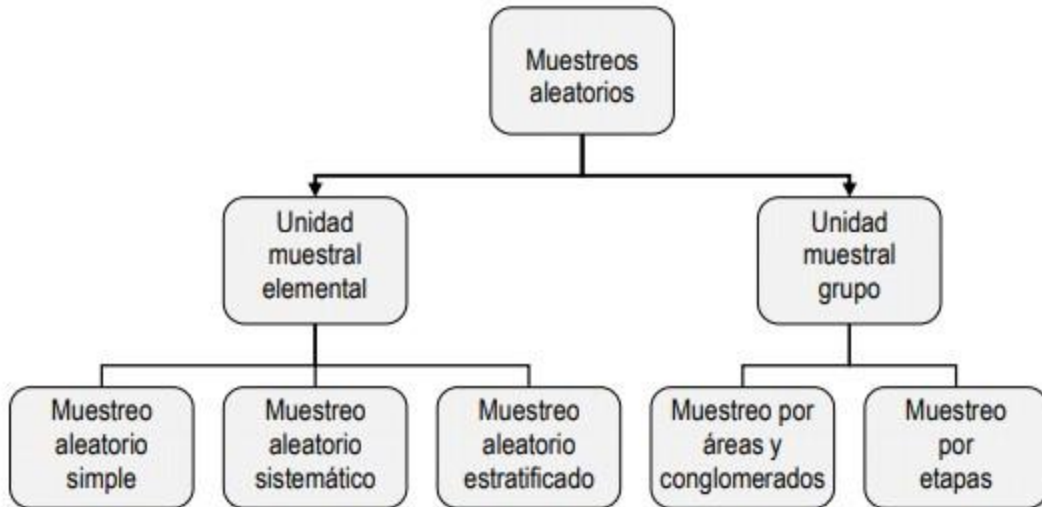 Muestreos
aleatorios
Unidad
muestral
elemental
Unidad
muestral
grupo
Muestreo
aleatorio
simple
Muestreo
aleatorio
sistemático
Muestreo
aleatorio
estratificado
Muestreo por
áreas y
conglomerados
Muestreo
por
etapas